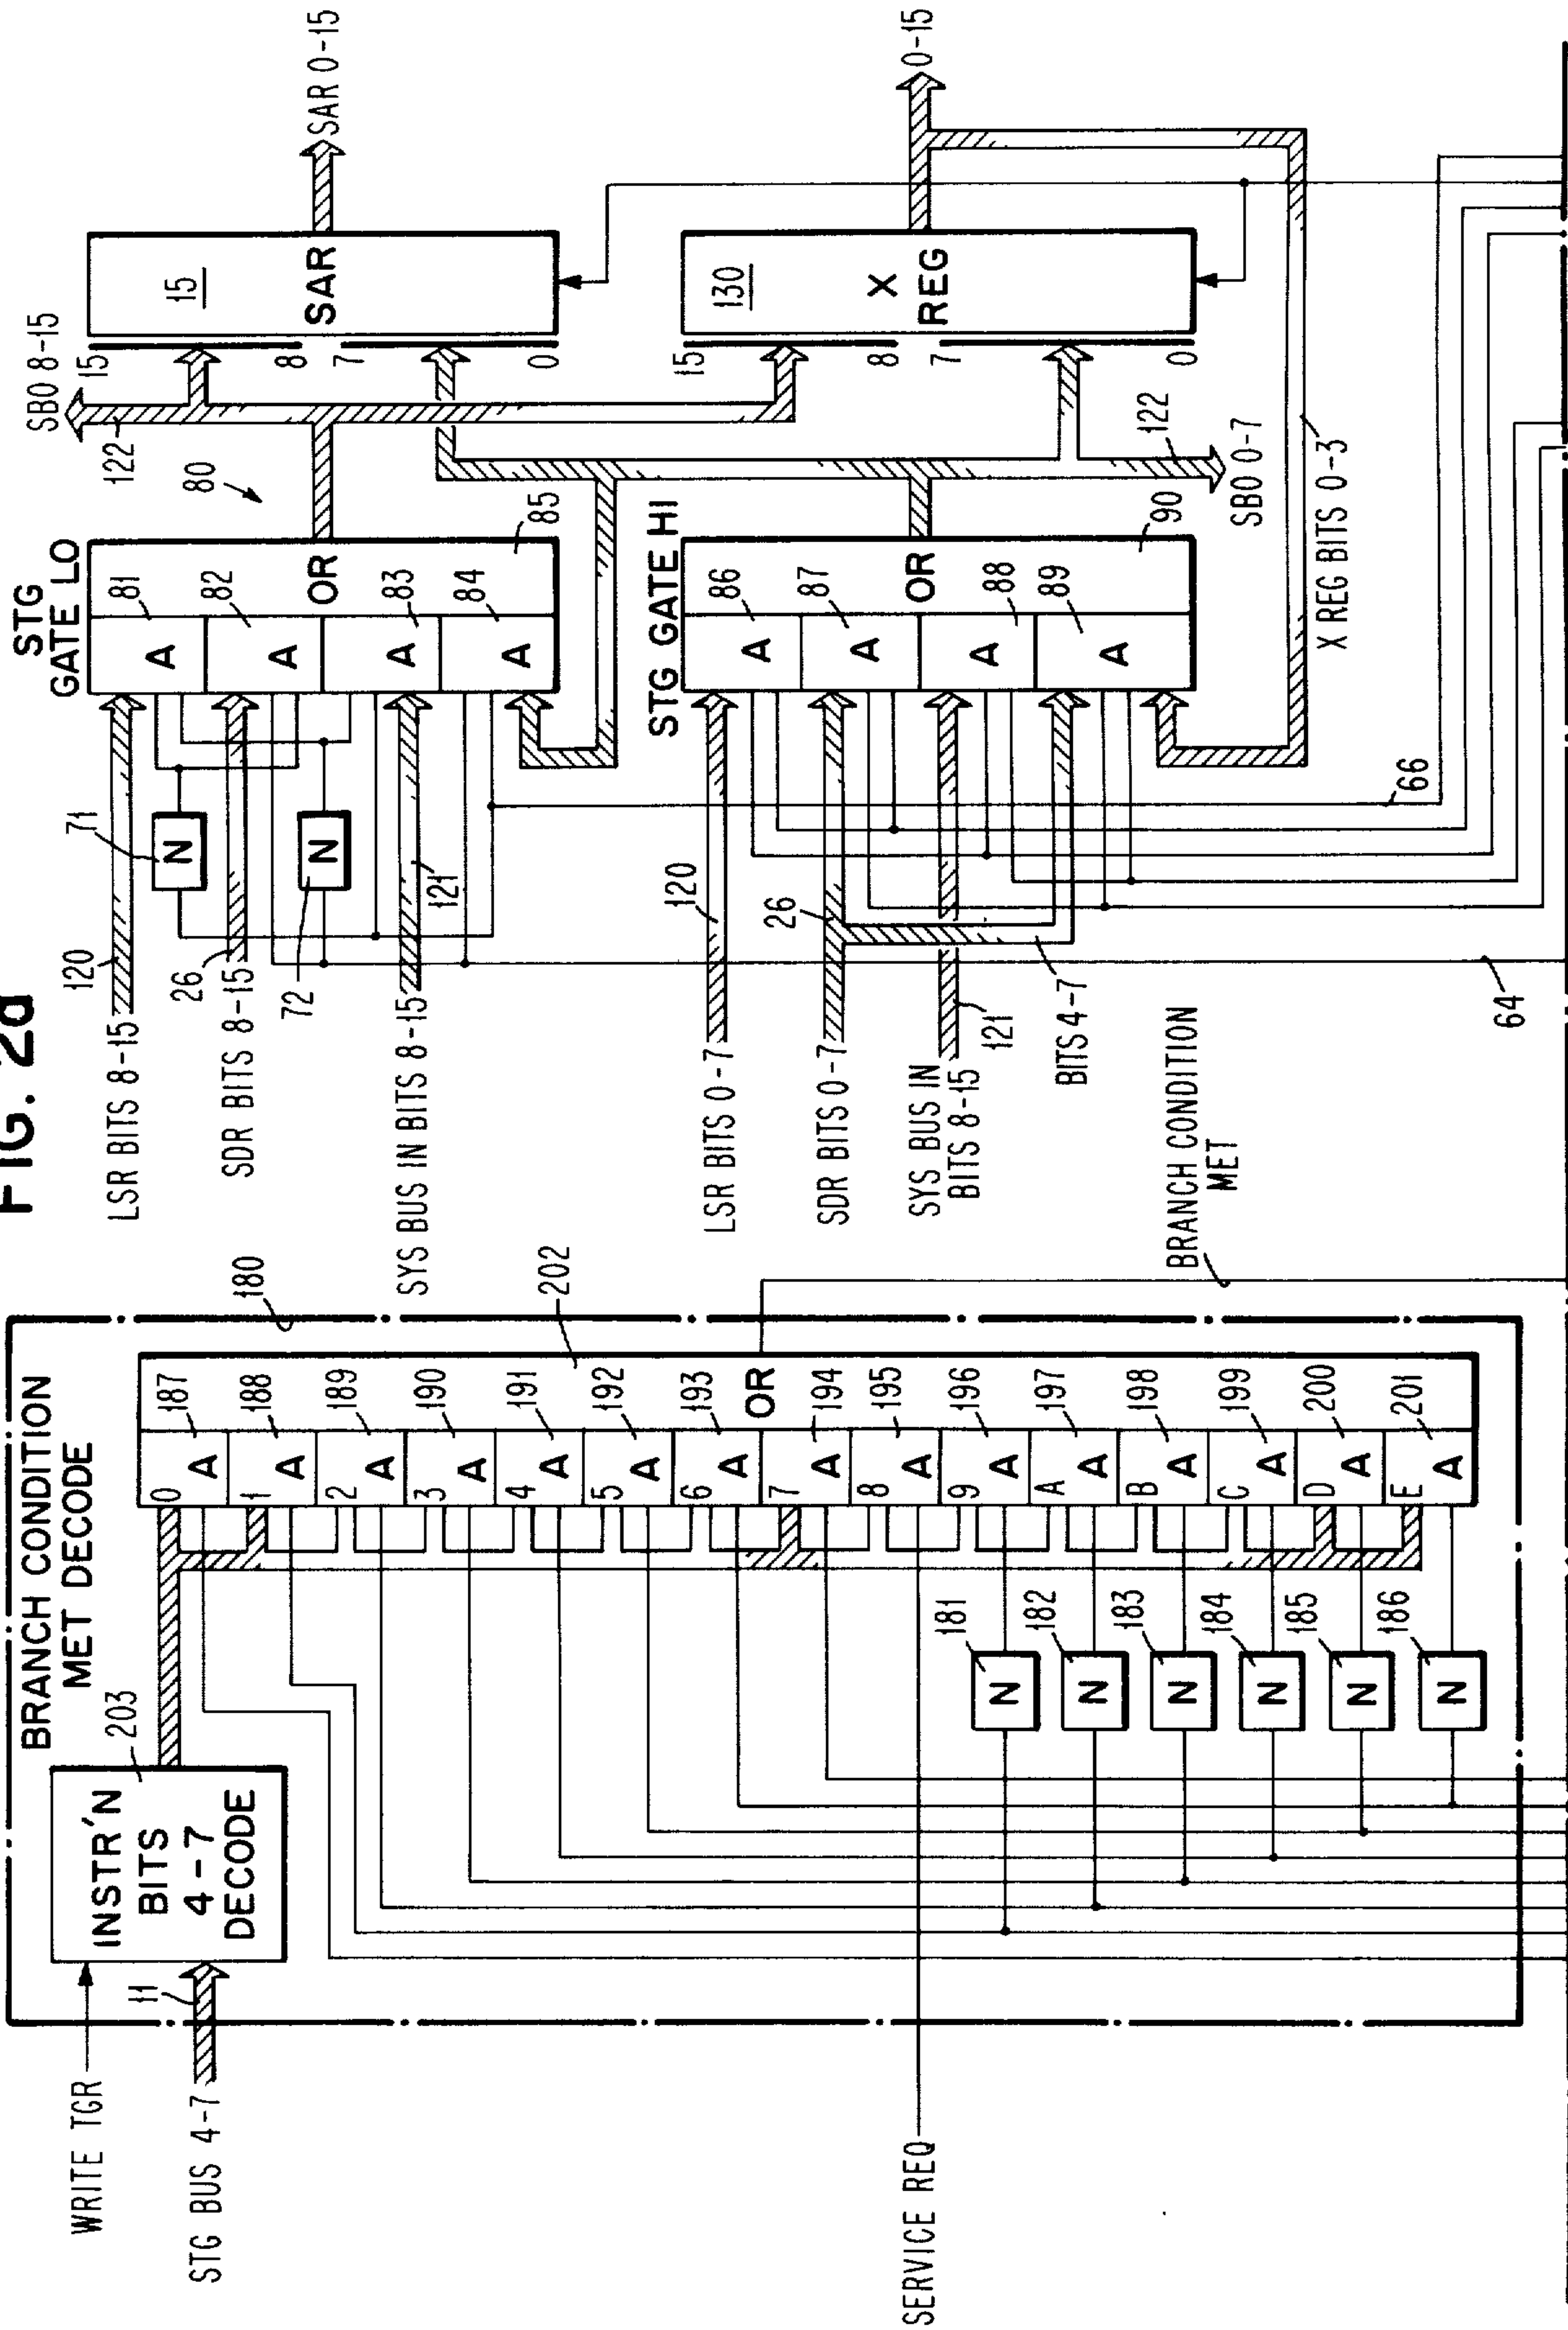 FIG. 2a
BRANCH CONDITION
MET DECODE
180
WRITE TGR
STG BUS 4-7
11
INSTR'N
BITS
4-7
DECODE
203
SERVICE REQ
0
A
187
1
A
188
2
A
189
3
A
190
4
A
191
5
A
192
6
A
193
7
A
194
8
A
195
9
A
196
A
A
197
B
A
198
C
A
199
D
A
200
E
A
201
OR
202
N
181
N
182
N
183
N
184
N
185
N
186
BRANCH CONDITION
MET
STG
GATE LO
80
LSR BITS 8-15
120
SDR BITS 8-15
26
SYS BUS IN BITS 8-15
121
71
N
72
N
A
81
A
82
A
83
A
84
OR
85
STG GATE HI
LSR BITS 0-7
120
SDR BITS 0-7
26
SYS BUS IN
BITS 8-15
121
BITS 4-7
A
86
A
87
A
88
A
89
OR
90
64
66
SBO 8-15
122
SBO 0-7
122
15
8
7
0
15
SAR
SAR 0-15
15
8
7
0
130
X
REG
0-15
X REG BITS 0-3